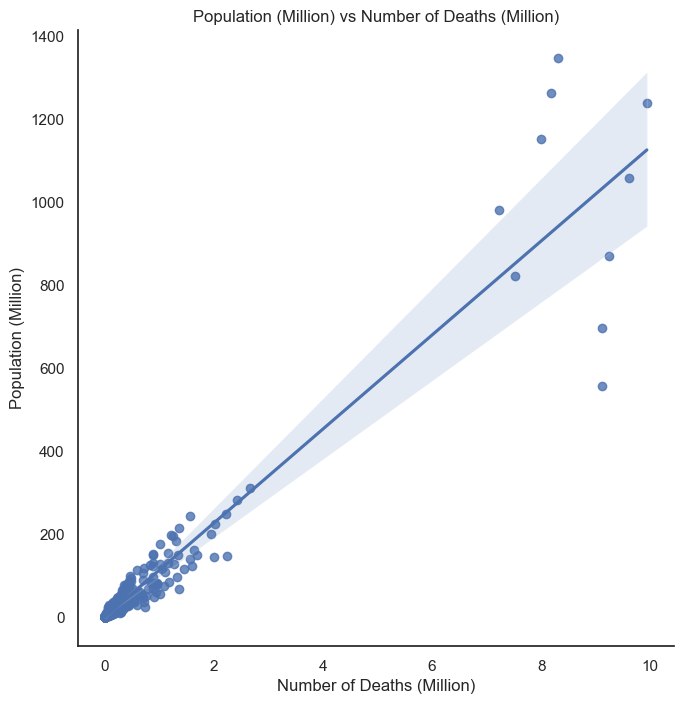 Population (Million) vs Number of Deaths (Million)
1400
1200
1000
800
600
400
200
0
Population (Million)
0 2 4 6 8 10
Number of Deaths (Million)